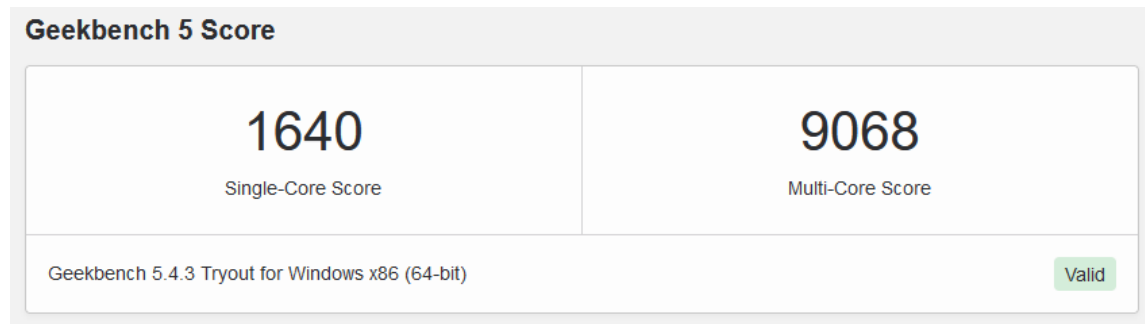 Geekbench 5 Score
1640
Single-Core Score
9068
Multi-Core Score
Geekbench 5.4.3 Tryout for Windows x86 (64-bit)
Valid